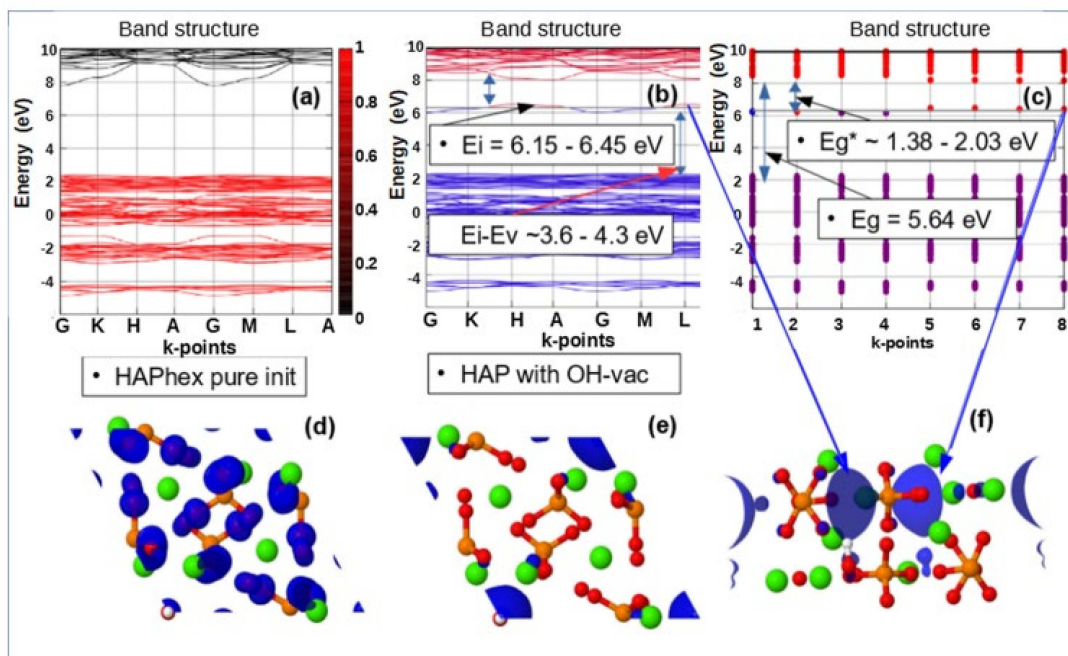 Band structure
Energy (eV)
10
8
6
4
2
0
-2
-4
(a)
G K H A G M L A
k-points
1
0.8
0.6
0.4
0.2
0
• HAPhex pure init
Band structure
Energy (eV)
10
8
6
4
2
0
-2
-4
(b)
• Ei = 6.15 - 6.45 eV
Ei-Ev ~3.6 - 4.3 eV
G K H A G M L
k-points
• HAP with OH-vac
Band structure
Energy (eV)
10
8
6
4
2
0
-2
-4
(c)
• Eg* ~ 1.38 - 2.03 eV
• Eg = 5.64 eV
1 2 3 4 5 6 7 8
k-points
(d)
(e)
(f)